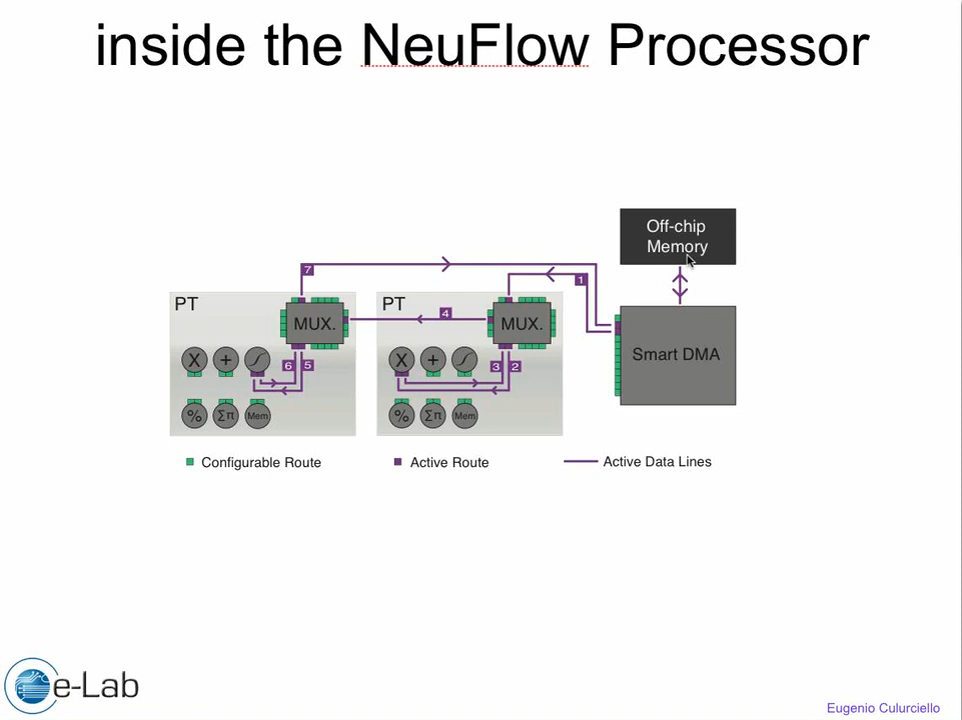 inside the NeuFlow Processor
Off-chip
Memory
7
1
PT
PT
MUX.
4
MUX.
Smart DMA
X
+
6
5
X
+
3
2
%
Σπ
Mem
%
Σπ
Mem
Configurable Route
Active Route
Active Data Lines
e-Lab
Eugenio Culurciello